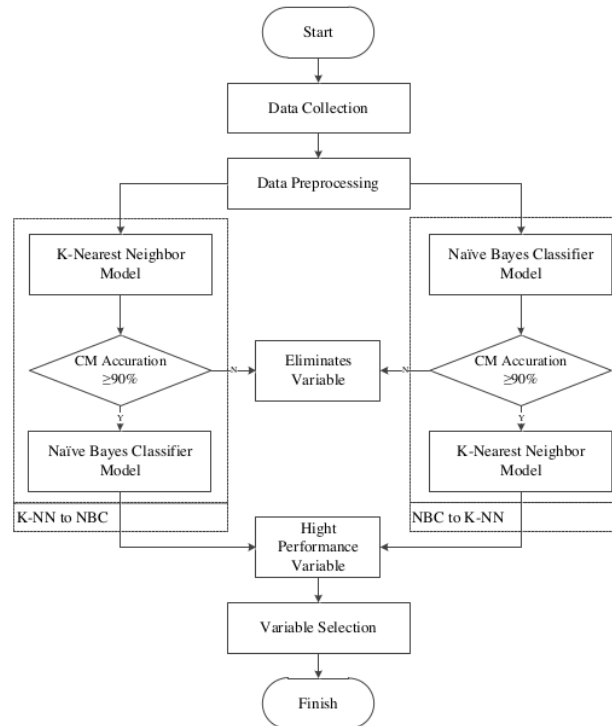 Start
Data Collection
Data Preprocessing
K-Nearest Neighbor
Model
Naïve Bayes Classifier
Model
CM Accuration
≥90%
N
Eliminates
Variable
N
CM Accuration
≥90%
Y
Y
Naïve Bayes Classifier
Model
K-Nearest Neighbor
Model
K-NN to NBC
NBC to K-NN
Hight
Performance
Variable
Variable Selection
Finish